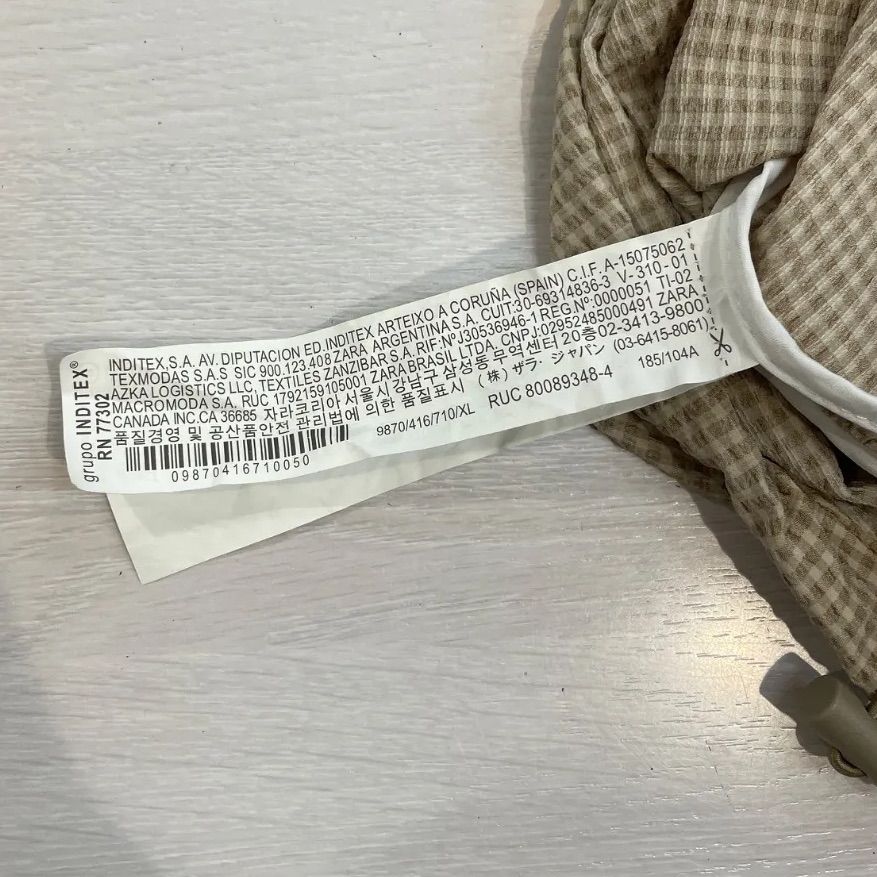 grupo INDITEX®
RN 77302
INDITEX,S.A. AV. DIPUTACION ED.INDITEX ARTEIXO A CORUÑA (SPAIN) C.I.F. A-15075062
TEXMODAS S.A.S SIC 900.123.408 ZARA ARGENTINA S.A. CUIT:30-69314836-3 V-310-01
AZKA LOGISTICS LLC, TEXTILES ZANZIBAR S.A. RIF:Nº J30536946-1 REG Nº:0000051 TI-02
MACROMODA S.A. RUC 1792159105001 ZARA BRASIL LTDA, CNPJ:02952485000491 ZARA
CANADA INC.CA 36685 자라코리아 서울시강남구 삼성동무역센터 20층02-3413-9800
품질경영 및 공산품안전 관리법에 의한 품질표시 (株) ザラ・ジャパン (03-6415-8061)
09870416710050
9870/416/710/XL RUC 80089348-4 185/104A